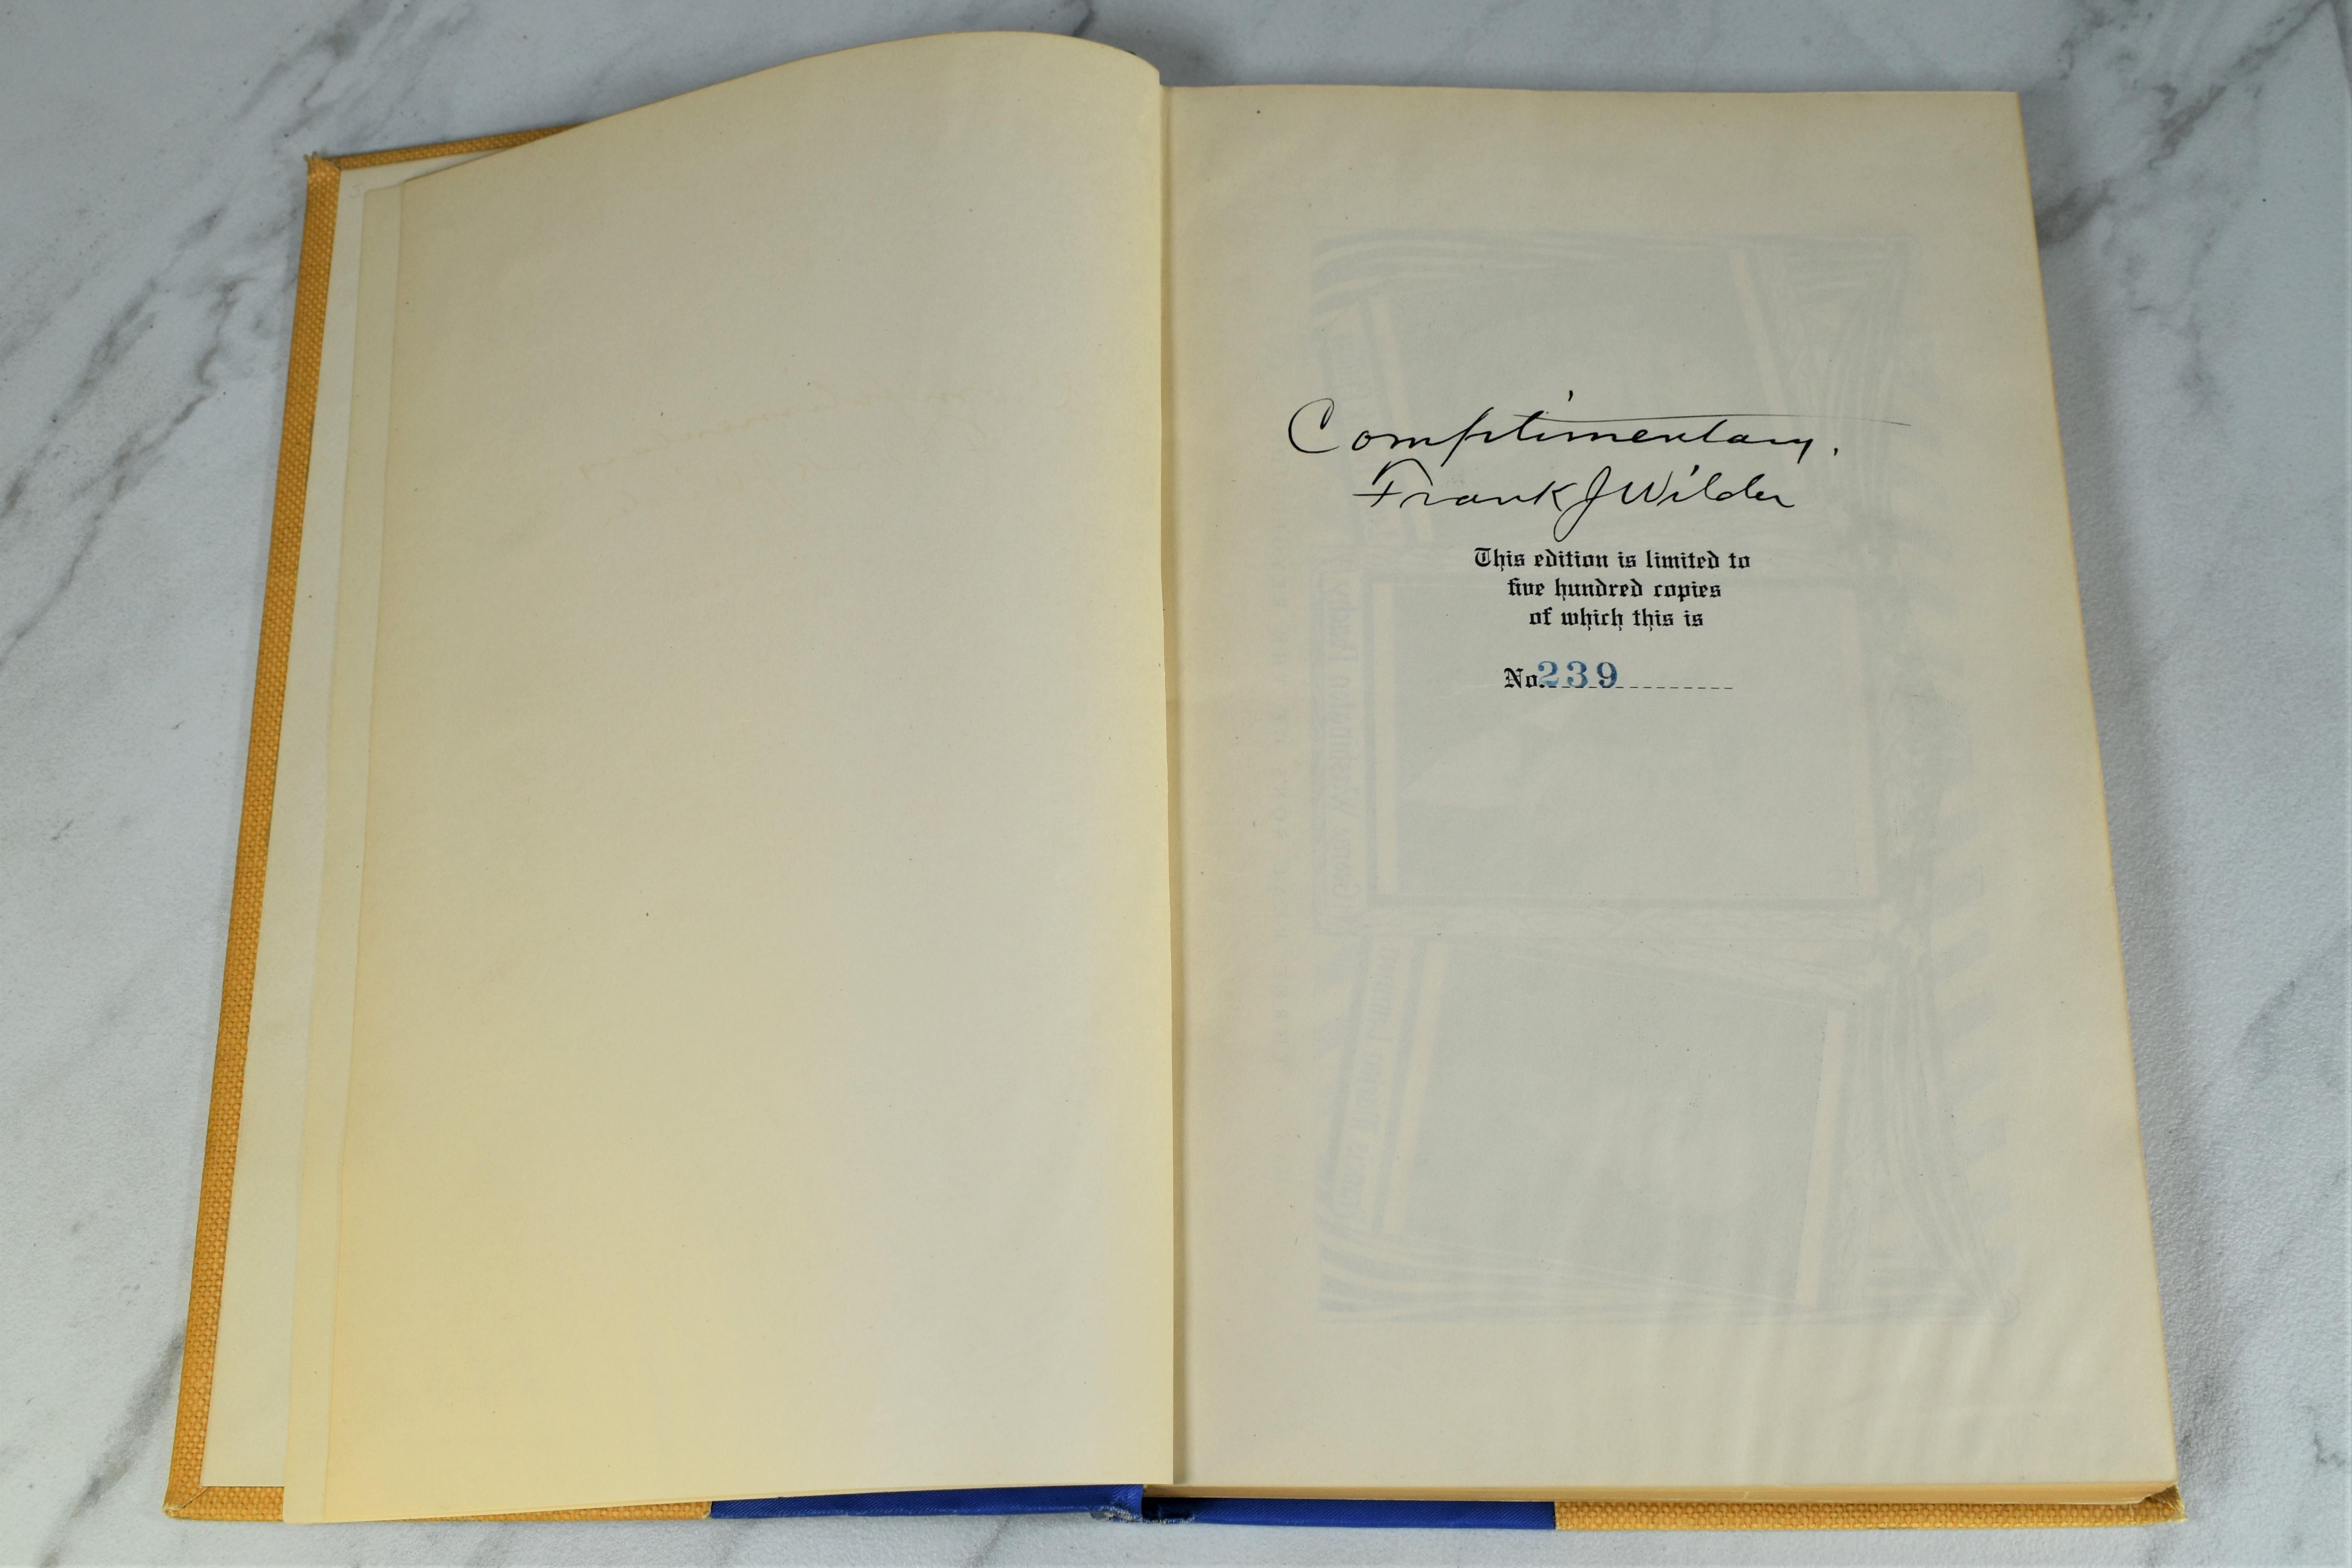 Complimentary.
Frank J Wilder
This edition is limited to
five hundred copies
of which this is
No. 239